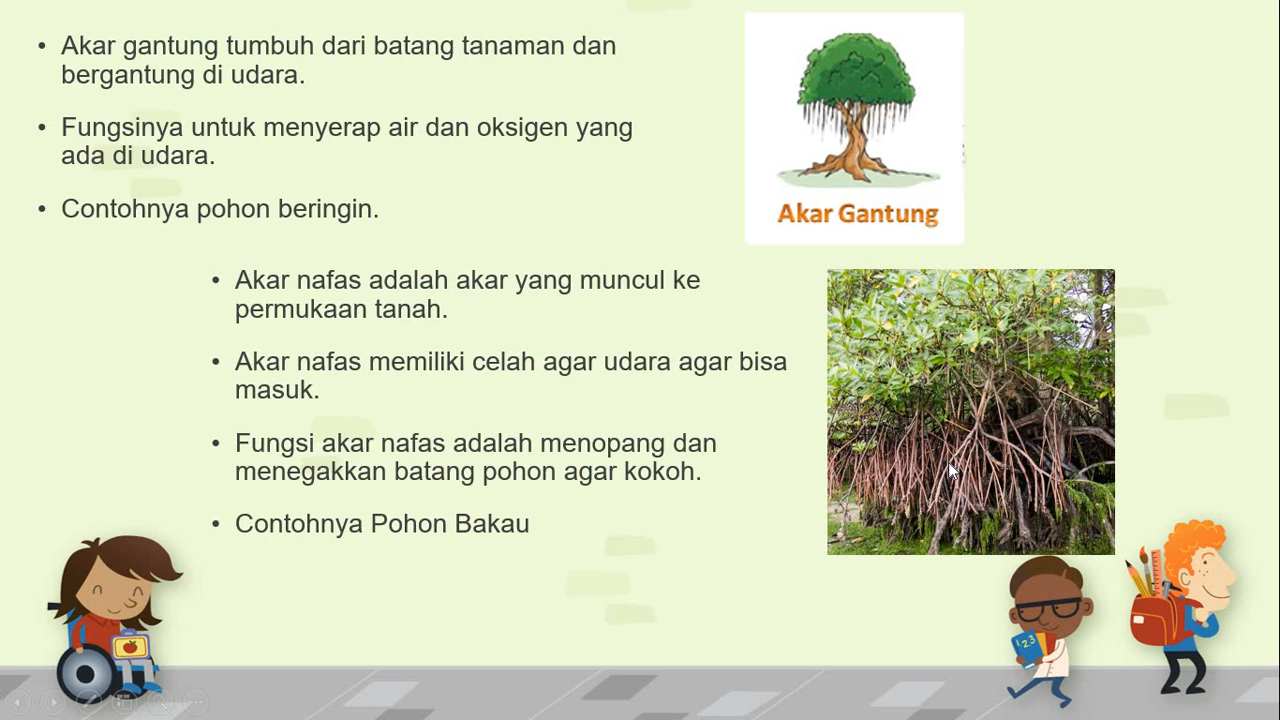 • Akar gantung tumbuh dari batang tanaman dan
bergantung di udara.
• Fungsinya untuk menyerap air dan oksigen yang
ada di udara.
• Contohnya pohon beringin.
Akar Gantung
• Akar nafas adalah akar yang muncul ke
permukaan tanah.
• Akar nafas memiliki celah agar udara agar bisa
masuk.
• Fungsi akar nafas adalah menopang dan
menegakkan batang pohon agar kokoh.
• Contohnya Pohon Bakau
123